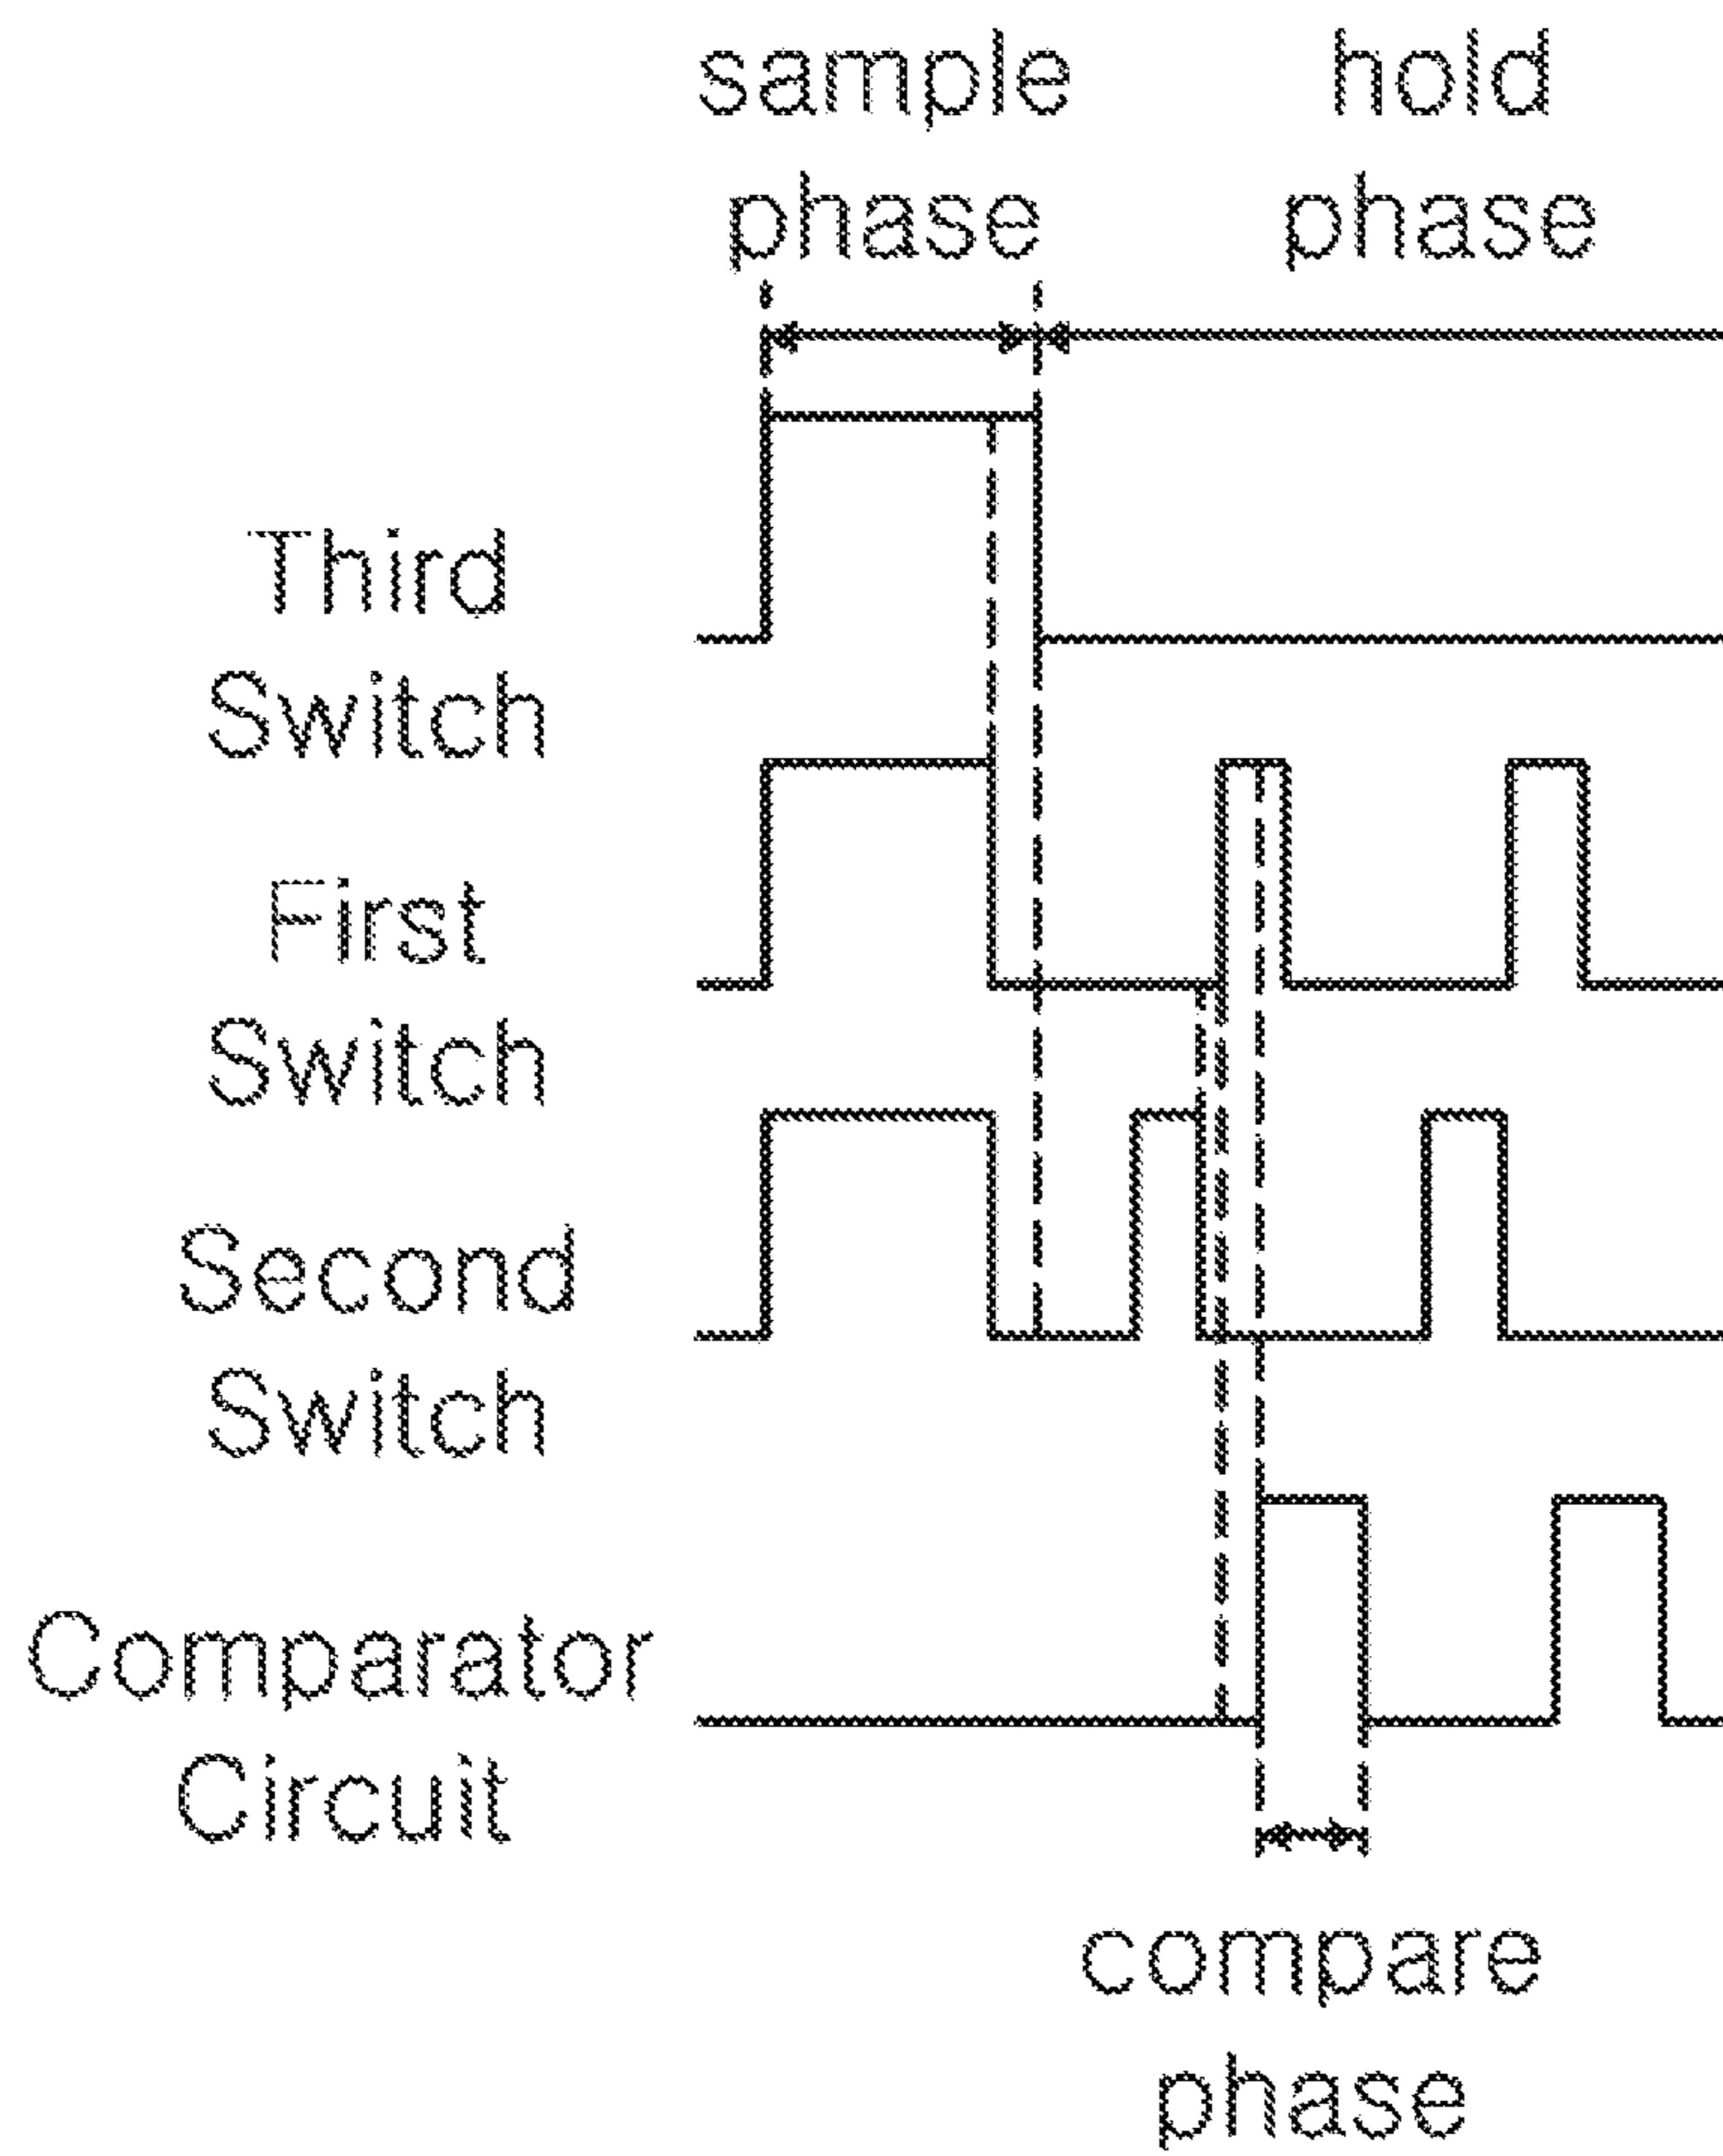 sample
phase
hold
phase
Third
Switch
First
Switch
Second
Switch
Comparator
Circuit
compare
phase